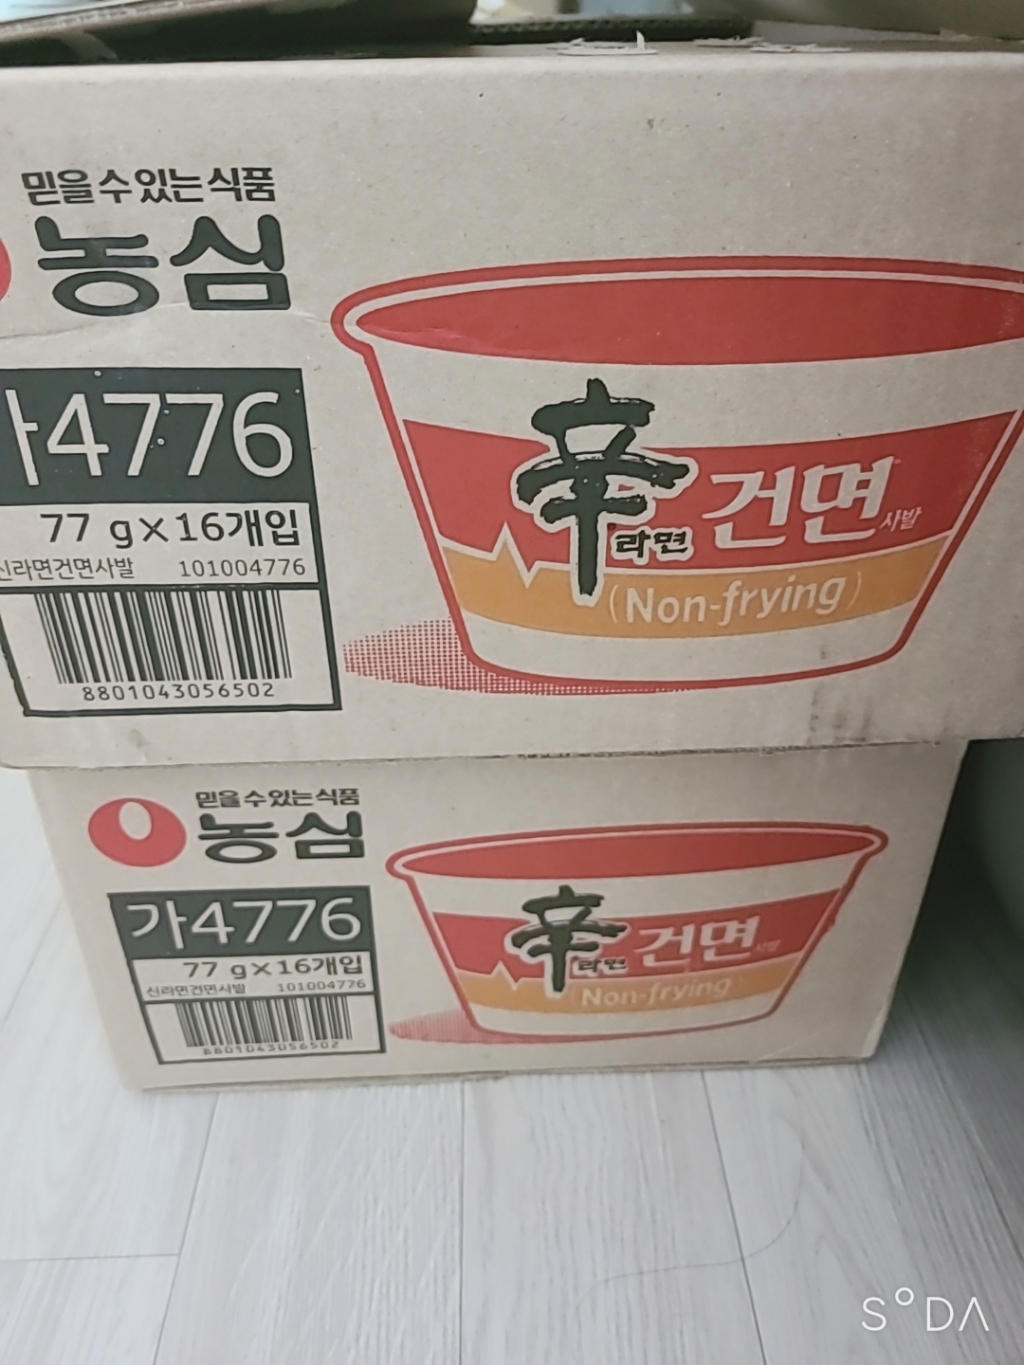 믿을 수 있는 식품
농심
가4776
77 g×16개입
신라면건면사발 101004776
8801043056502
辛
라면
건면
사발
(Non-frying)
믿을 수 있는 식품
농심
가4776
77 g×16개입
신라면건면사발 101004776
8801043056502
辛
라면
건면
사발
(Non-frying)
SODA